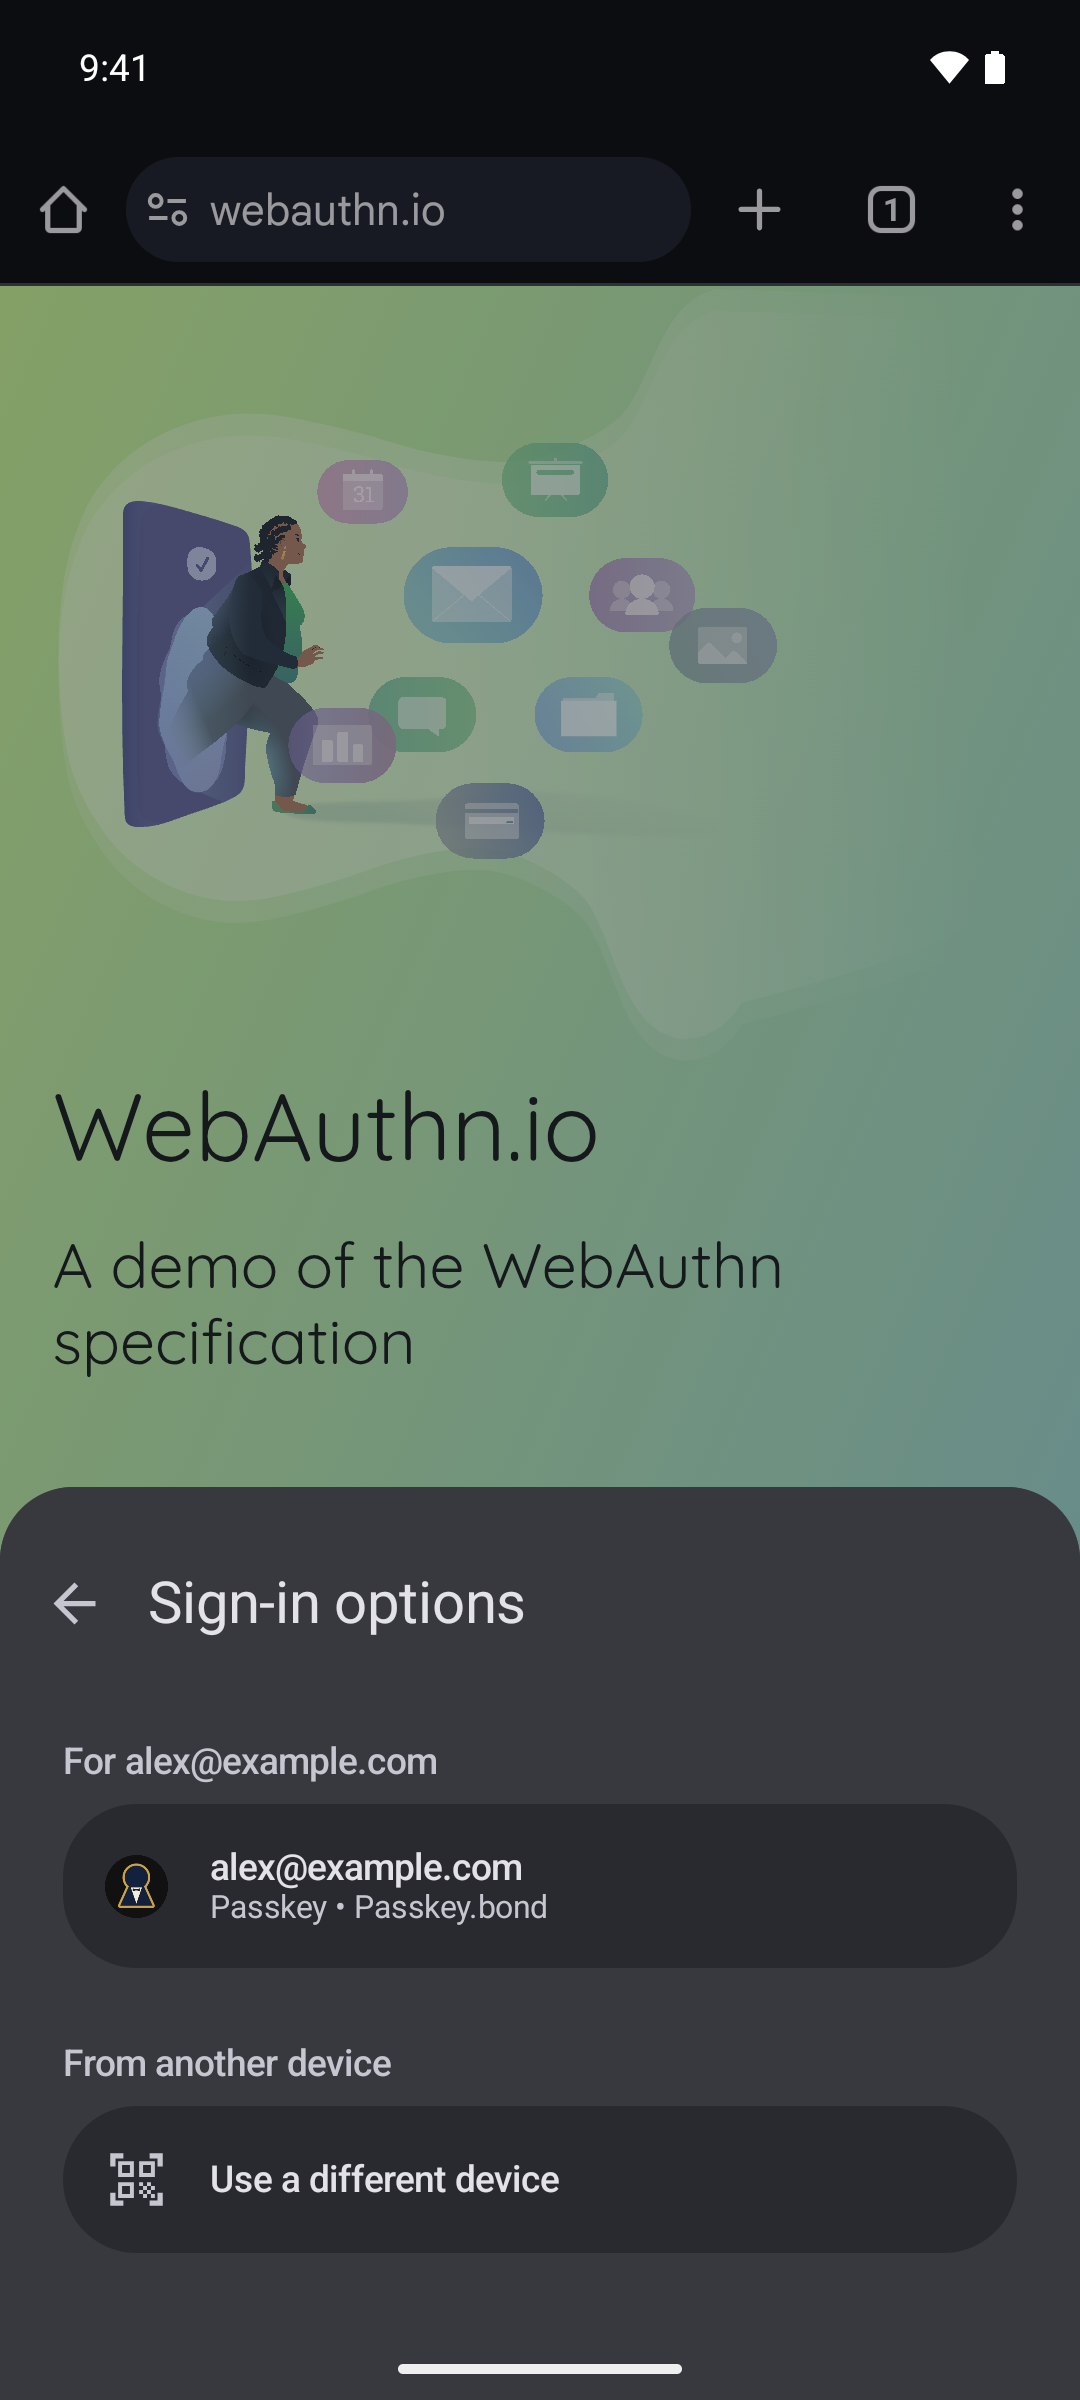 9:41
webauthn.io
1
31
WebAuthn.io
A demo of the WebAuthn
specification
Sign-in options
For alex@example.com
alex@example.com
Passkey • Passkey.bond
From another device
Use a different device